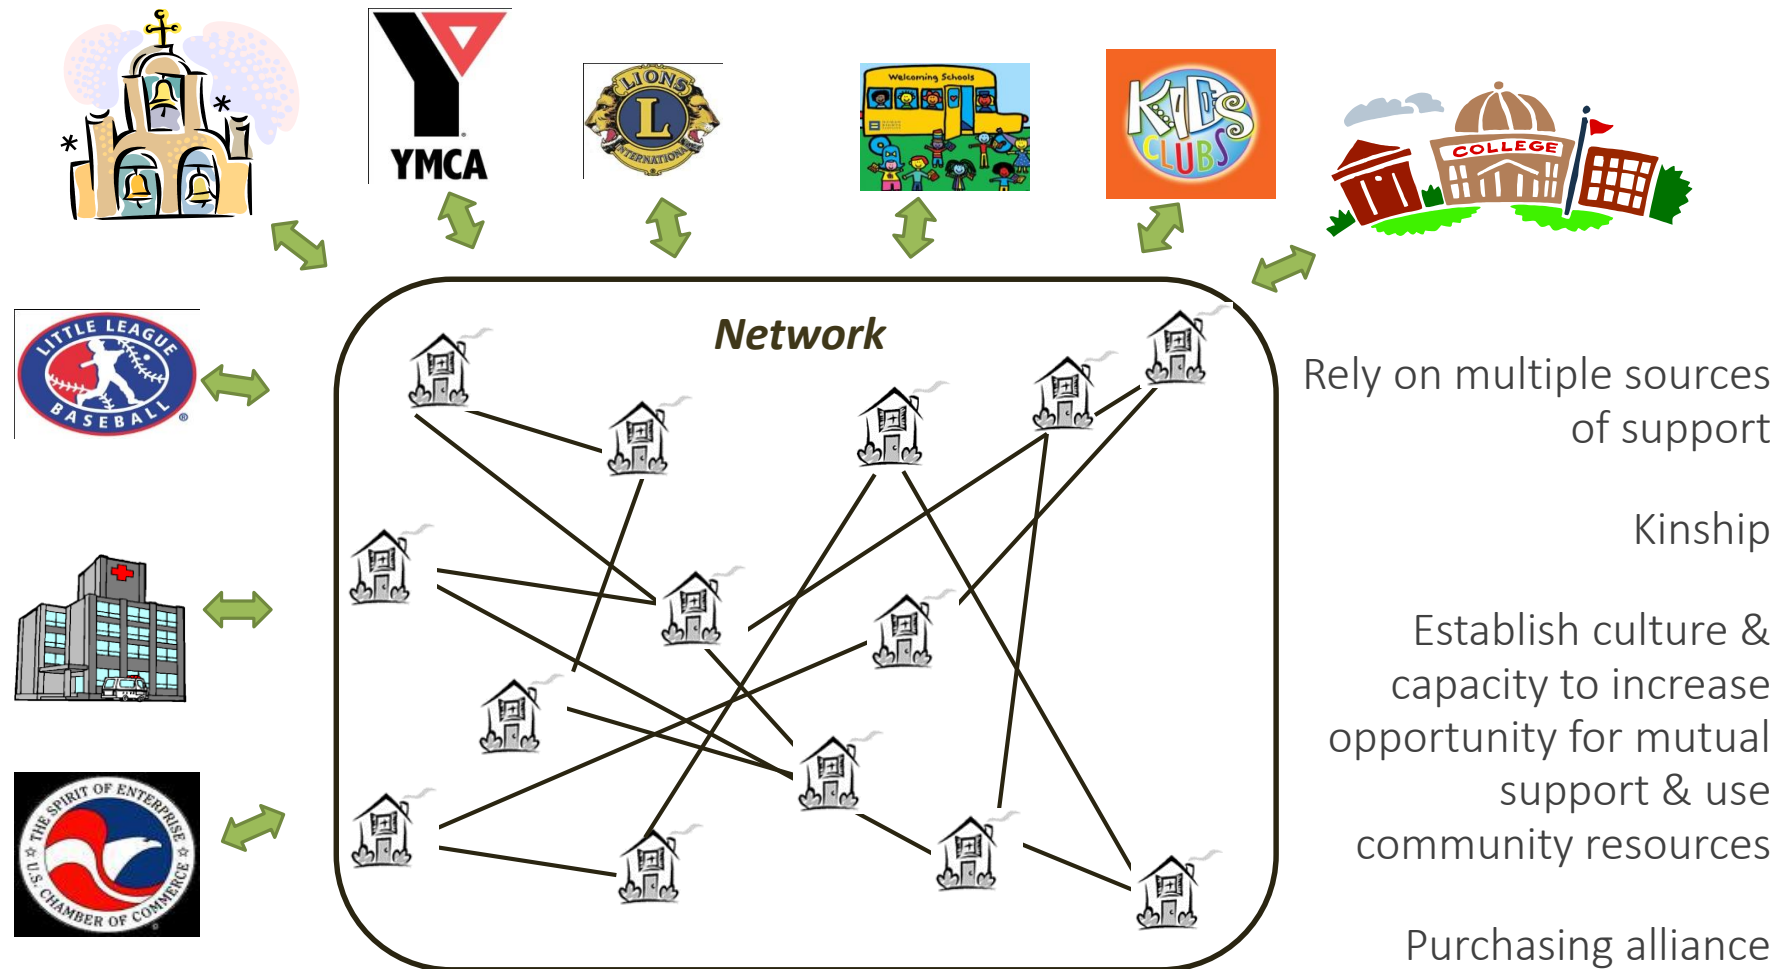 YMCA
LIONS
L
INTERNATIONAL
Welcoming Schools
KIDS
CLUBS
COLLEGE
LITTLE LEAGUE
BASEBALL
®
Network
Rely on multiple sources
of support
Kinship
Establish culture &
capacity to increase
opportunity for mutual
support & use
community resources
Purchasing alliance
THE SPIRIT OF ENTERPRISE
U.S. CHAMBER OF COMMERCE